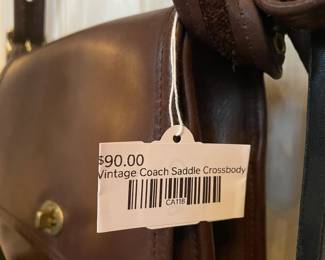 $90.00
Vintage Coach Saddle Crossbody
CA118